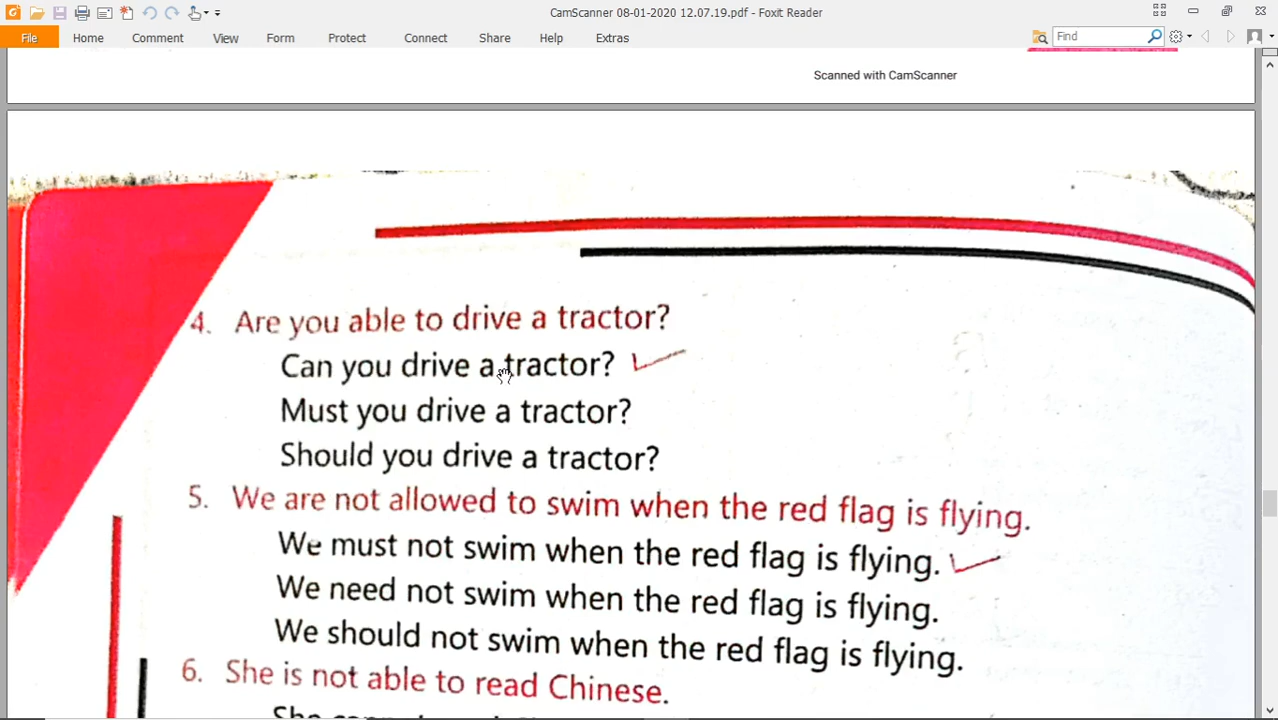 CamScanner 08-01-2020 12.07.19.pdf - Foxit Reader
File Home Comment View Form Protect Connect Share Help Extras Find
Scanned with CamScanner
4. Are you able to drive a tractor?
Can you drive a tractor?
Must you drive a tractor?
Should you drive a tractor?
5. We are not allowed to swim when the red flag is flying.
We must not swim when the red flag is flying.
We need not swim when the red flag is flying.
We should not swim when the red flag is flying.
6. She is not able to read Chinese.
She